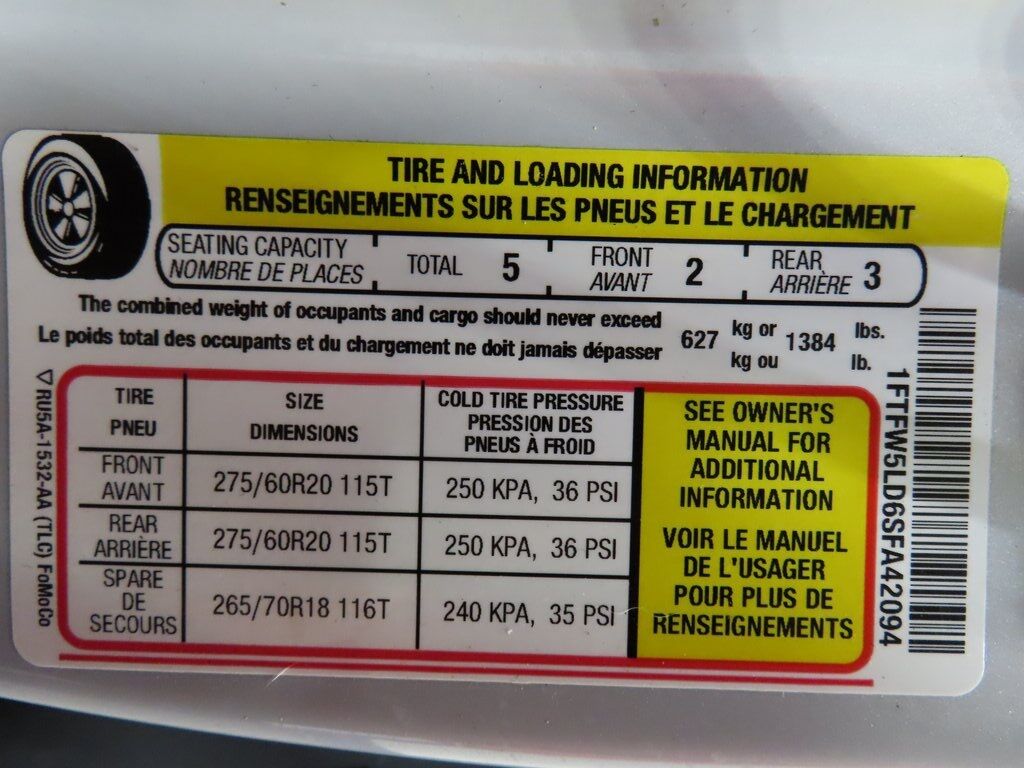 TIRE AND LOADING INFORMATION
RENSEIGNEMENTS SUR LES PNEUS ET LE CHARGEMENT
SEATING CAPACITY
NOMBRE DE PLACES
TOTAL 5
FRONT
AVANT
2
REAR
ARRIÈRE
3
The combined weight of occupants and cargo should never exceed
Le poids total des occupants et du chargement ne doit jamais dépasser
627
kg or
kg ou
1384
lbs.
lb.
TIRE
PNEU
SIZE
DIMENSIONS
COLD TIRE PRESSURE
PRESSION DES
PNEUS À FROID
FRONT
AVANT
275/60R20 115T
250 KPA, 36 PSI
REAR
ARRIÈRE
275/60R20 115T
250 KPA, 36 PSI
SPARE
DE
SECOURS
265/70R18 116T
240 KPA, 35 PSI
SEE OWNER'S
MANUAL FOR
ADDITIONAL
INFORMATION
VOIR LE MANUEL
DE L'USAGER
POUR PLUS DE
RENSEIGNEMENTS
▽RU5A-1532-AA (TLC) FoMoCo
1FTFW5LD6SFA42094